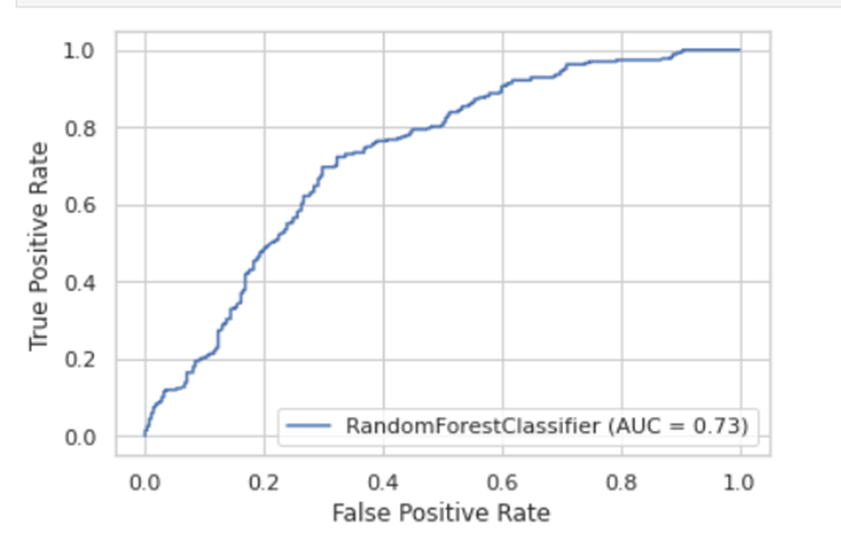 1.0
0.8
0.6
0.4
0.2
0.0
True Positive Rate
RandomForestClassifier (AUC = 0.73)
0.0 0.2 0.4 0.6 0.8 1.0
False Positive Rate